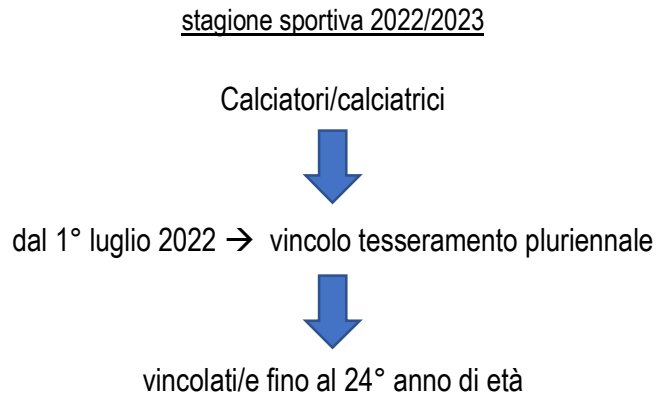 stagione sportiva 2022/2023
Calciatori/calciatrici
dal 1° luglio 2022 → vincolo tesseramento pluriennale
vincolati/e fino al 24° anno di età